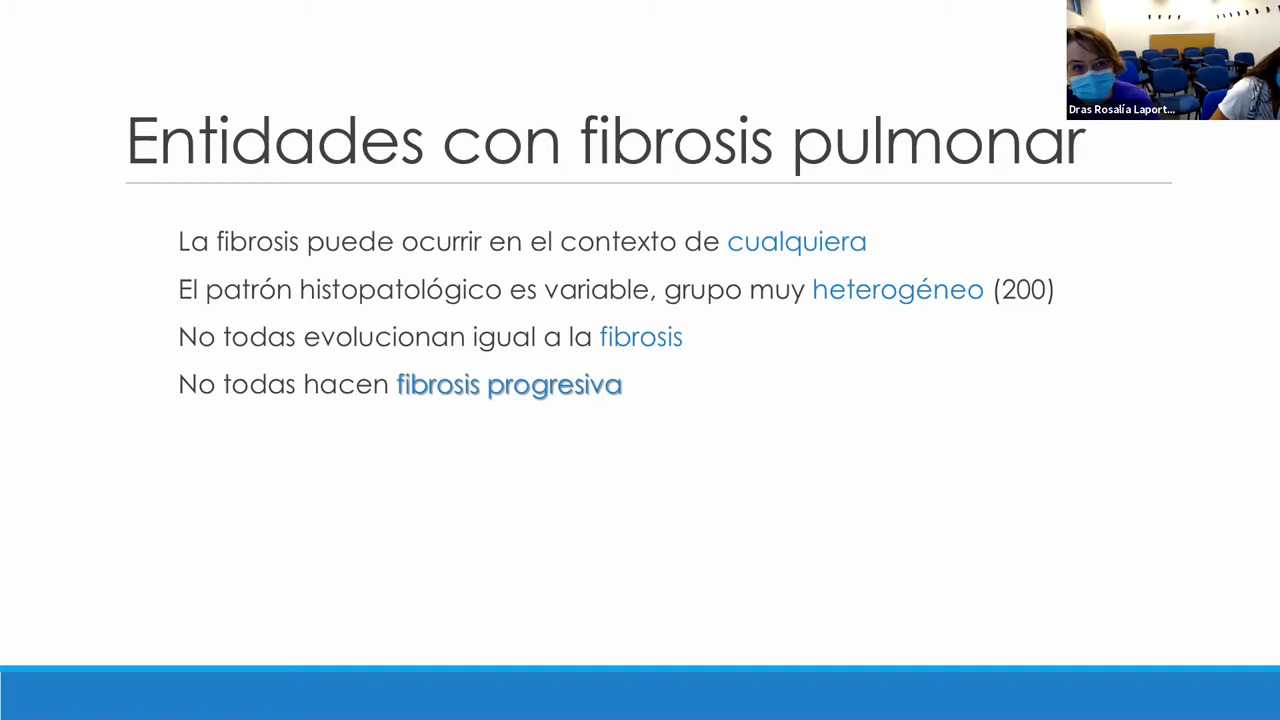 Dras Rosalía Laport...
Entidades con fibrosis pulmonar
La fibrosis puede ocurrir en el contexto de cualquiera
El patrón histopatológico es variable, grupo muy heterogéneo (200)
No todas evolucionan igual a la fibrosis
No todas hacen fibrosis progresiva